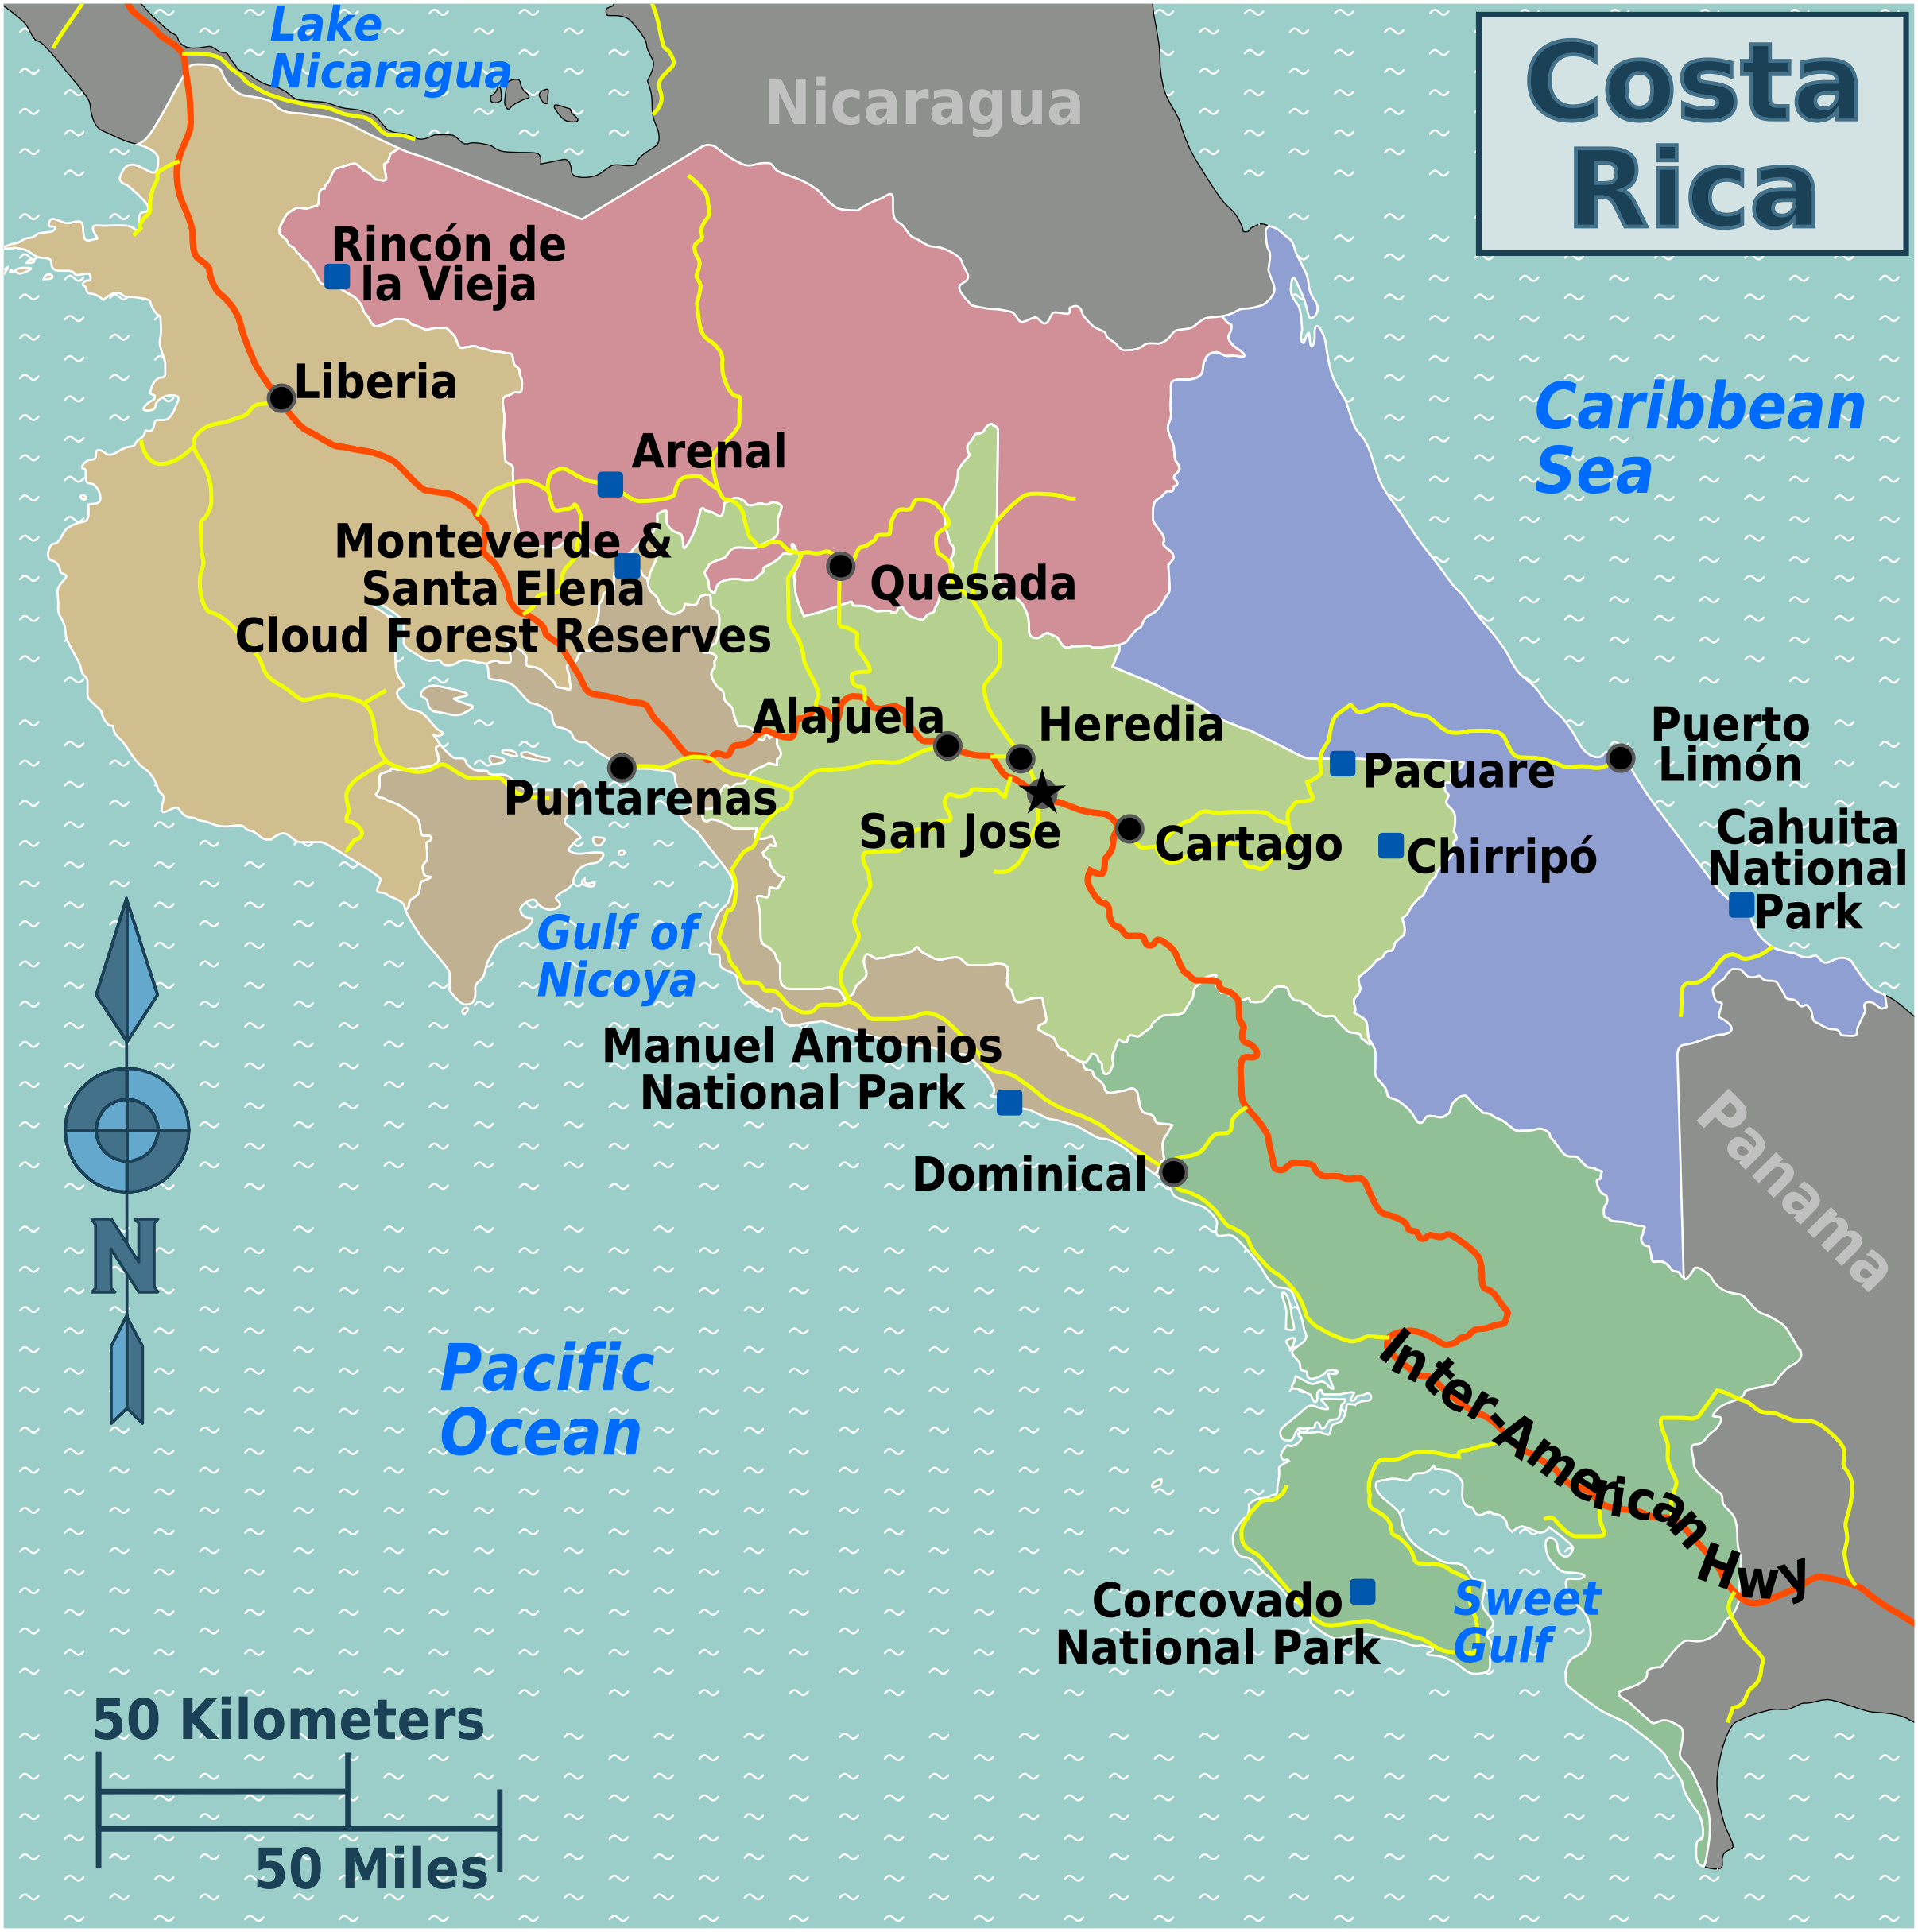 Lake
Nicaragua
Nicaragua
Costa
Rica
Rincón de
la Vieja
Liberia
Caribbean
Sea
Arenal
Monteverde &
Santa Elena
Cloud Forest Reserves
Quesada
Alajuela
Heredia
Puerto
Limón
Puntarenas
Pacuare
San Jose
Cartago
Chirripó
Cahuita
National
Park
Gulf of
Nicoya
Manuel Antonios
National Park
Dominical
Panama
N
Pacific
Ocean
Inter-American Hwy
Corcovado
National Park
Sweet
Gulf
50 Kilometers
50 Miles